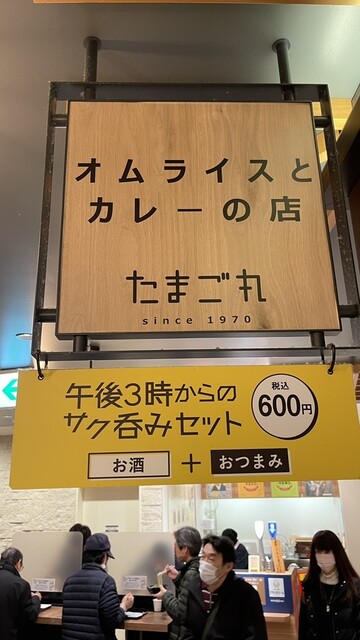 オムライスと
カレーの店
たまご丸
since 1970
午後3時からの
サク呑みセット
税込
600円
お酒 + おつまみ